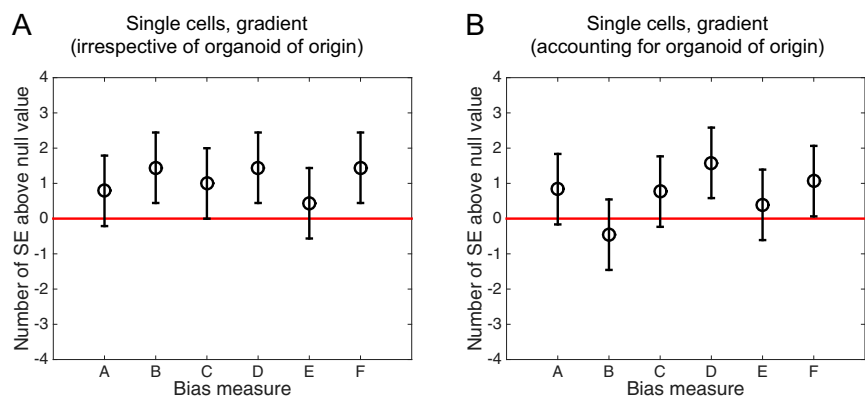 A
Single cells, gradient
(irrespective of organoid of origin)
Number of SE above null value
4
3
2
1
0
-1
-2
-3
-4
A B C D E F
Bias measure
B
Single cells, gradient
(accounting for organoid of origin)
Number of SE above null value
4
3
2
1
0
-1
-2
-3
-4
A B C D E F
Bias measure